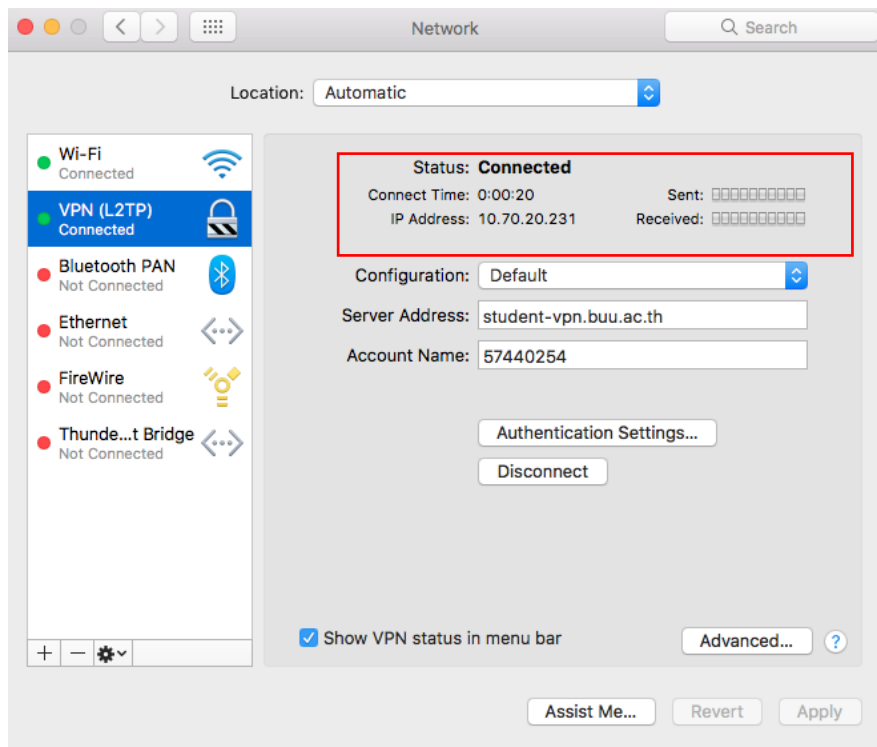 Network
Search
Location: Automatic
Wi-Fi
Connected
VPN (L2TP)
Connected
Bluetooth PAN
Not Connected
Ethernet
Not Connected
FireWire
Not Connected
Thunde...t Bridge
Not Connected
Status: Connected
Connect Time: 0:00:20 Sent:
IP Address: 10.70.20.231 Received:
Configuration: Default
Server Address: student-vpn.buu.ac.th
Account Name: 57440254
Authentication Settings...
Disconnect
Show VPN status in menu bar
Advanced... ?
Assist Me... Revert Apply